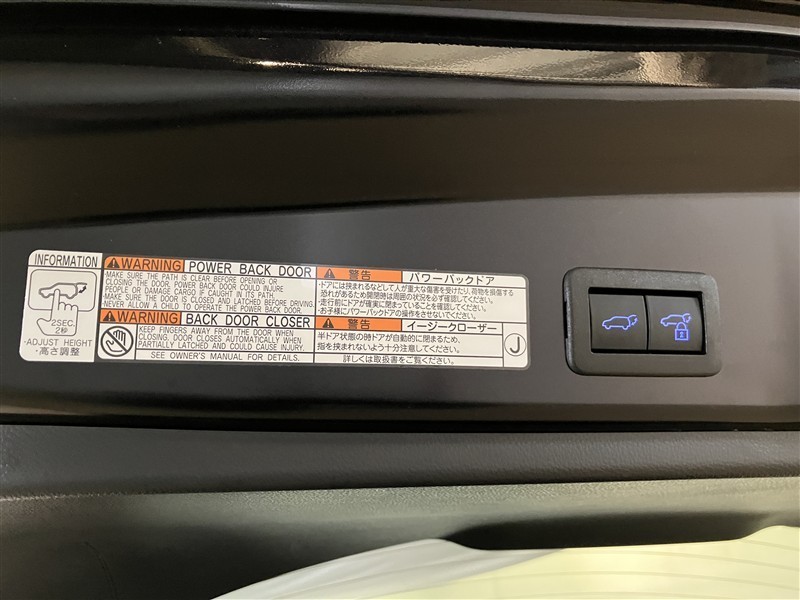 INFORMATION
2SEC.
2秒
・ADJUST HEIGHT
・高さ調整
WARNING POWER BACK DOOR
・MAKE SURE THE PATH IS CLEAR BEFORE OPENING OR
CLOSING THE DOOR. POWER BACK DOOR COULD INJURE
PEOPLE OR DAMAGE CARGO IF CAUGHT IN ITS PATH.
・MAKE SURE THE DOOR IS CLOSED AND LATCHED BEFORE DRIVING.
・NEVER ALLOW A CHILD TO OPERATE THE POWER BACK DOOR.
WARNING BACK DOOR CLOSER
KEEP FINGERS AWAY FROM THE DOOR WHEN
CLOSING. DOOR CLOSES AUTOMATICALLY WHEN
PARTIALLY LATCHED AND COULD CAUSE INJURY.
SEE OWNER'S MANUAL FOR DETAILS.
警告 パワーバックドア
・ドアにはさまれるなどして人が重大な傷害を受けたり、荷物を損傷する
恐れがあるため開閉時は周囲の状況を必ず確認してください。
・走行前にドアが確実に閉まっていることを確認してください。
・お子様にパワーバックドアの操作をさせないでください。
警告 イージークローザー
半ドア状態の時ドアが自動的に閉まるため、
指を挟まれないよう十分注意してください。
詳しくは取扱書をご覧ください。
J